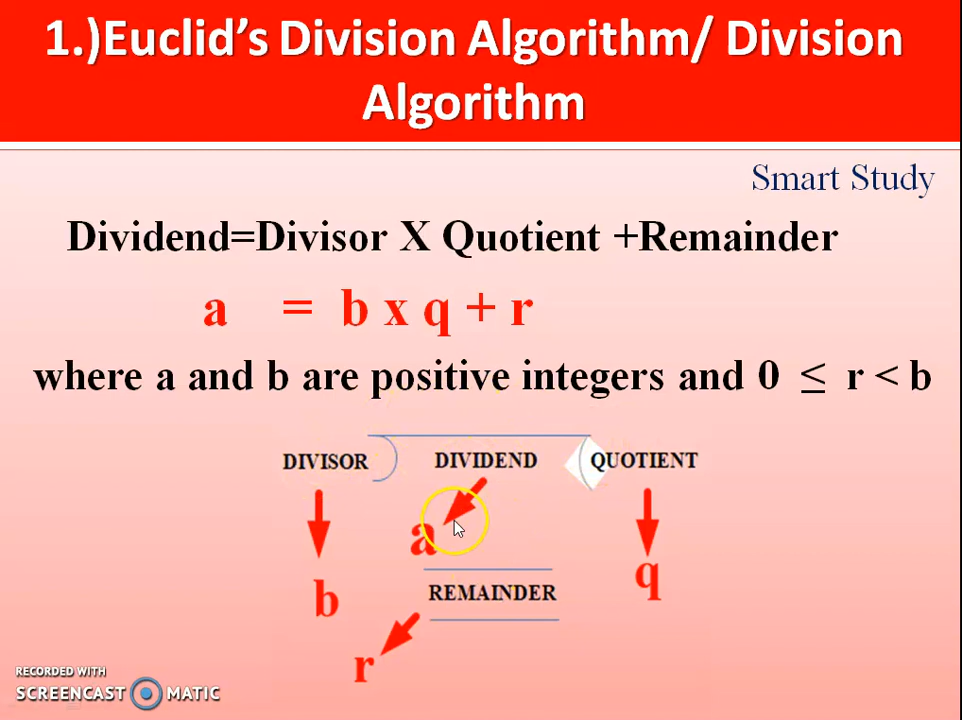 1.)Euclid's Division Algorithm/ Division
Algorithm
Smart Study
Dividend=Divisor X Quotient +Remainder
a = b x q + r
where a and b are positive integers and 0 ≤ r < b
DIVISOR DIVIDEND QUOTIENT
a
b
q
REMAINDER
r
RECORDED WITH
SCREENCAST MATIC